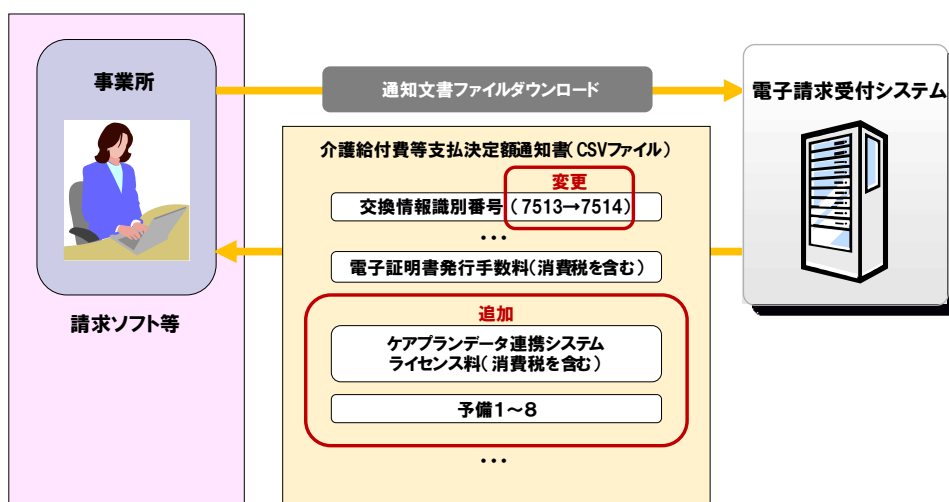 事業所
通知文書ファイルダウンロード
電子請求受付システム
介護給付費等支払決定額通知書(CSVファイル)
変更
交換情報識別番号(7513→7514)
・・・
電子証明書発行手数料(消費税を含む)
請求ソフト等
追加
ケアプランデータ連携システム
ライセンス料(消費税を含む)
予備1~8
・・・